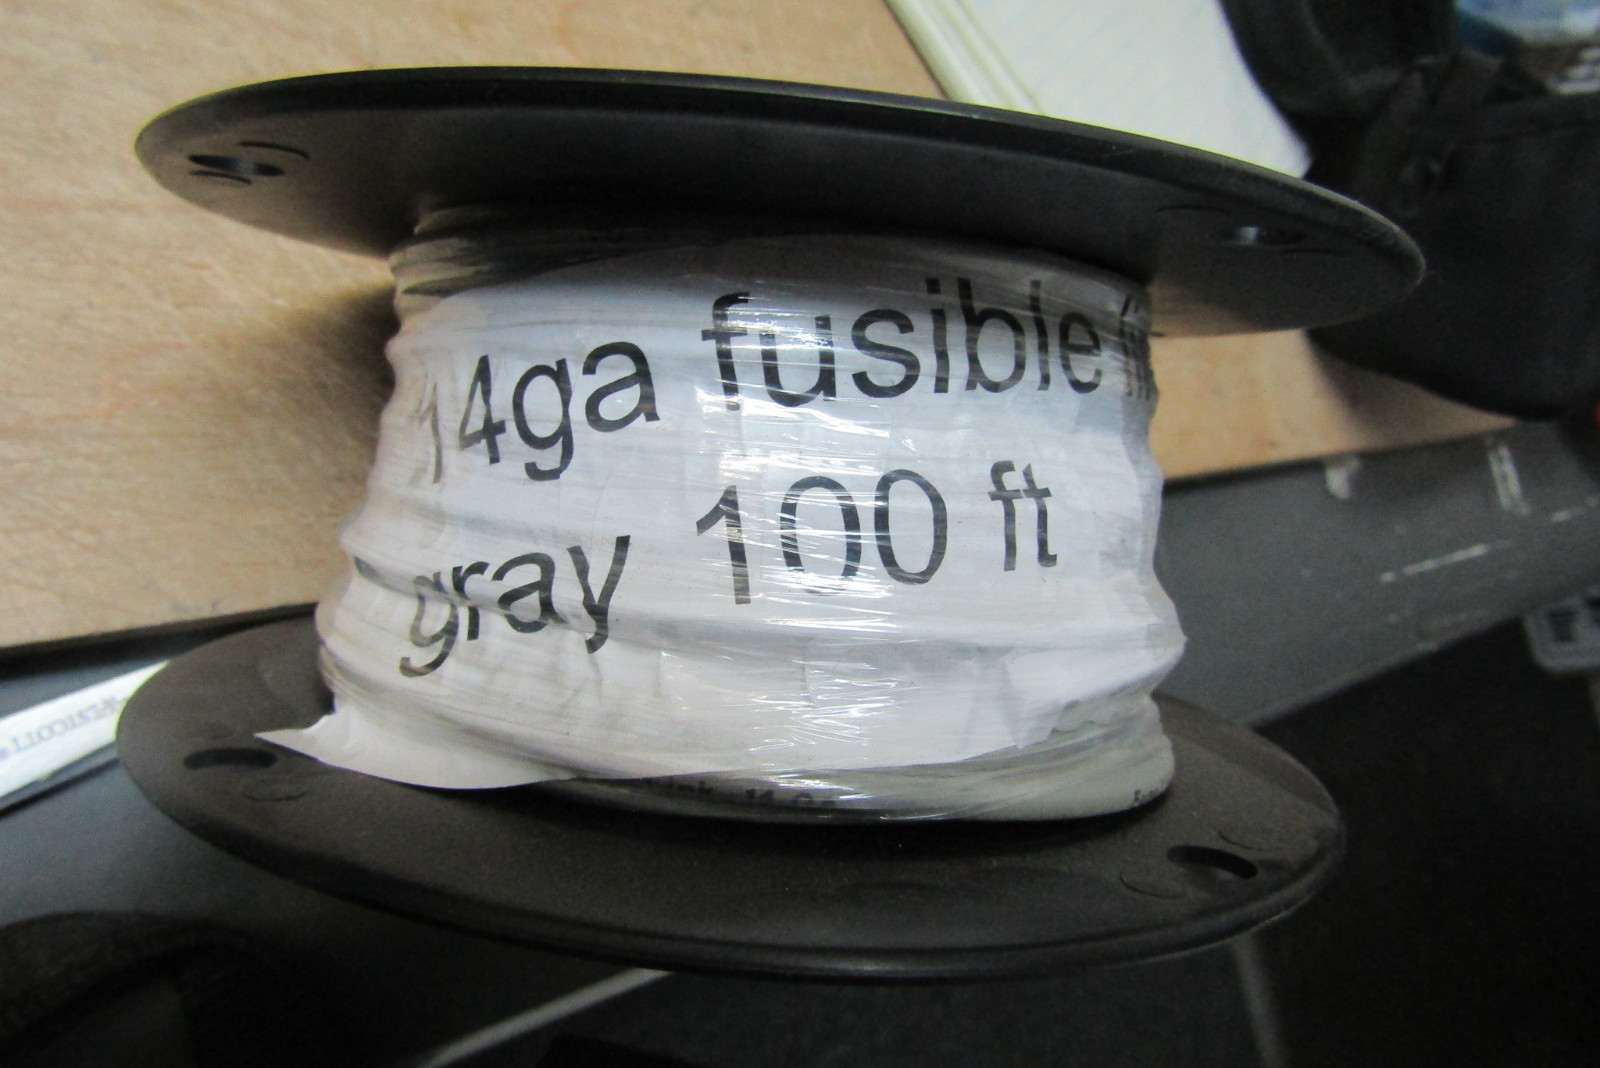 14ga fusible
gray 100 ft